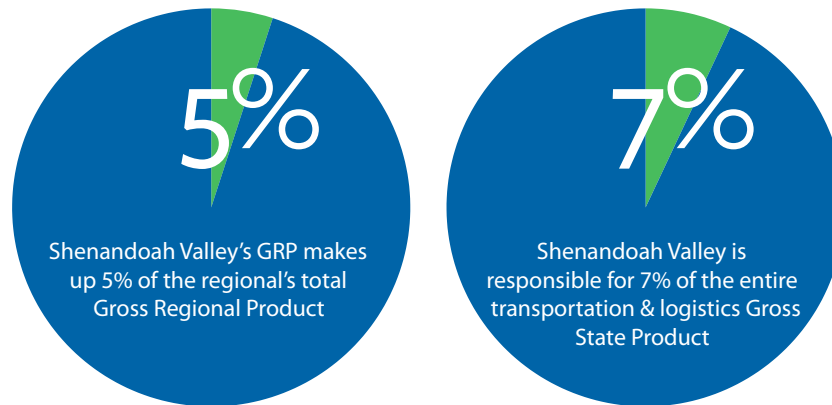 5%
Shenandoah Valley's GRP makes
up 5% of the regional's total
Gross Regional Product
7%
Shenandoah Valley is
responsible for 7% of the entire
transportation & logistics Gross
State Product